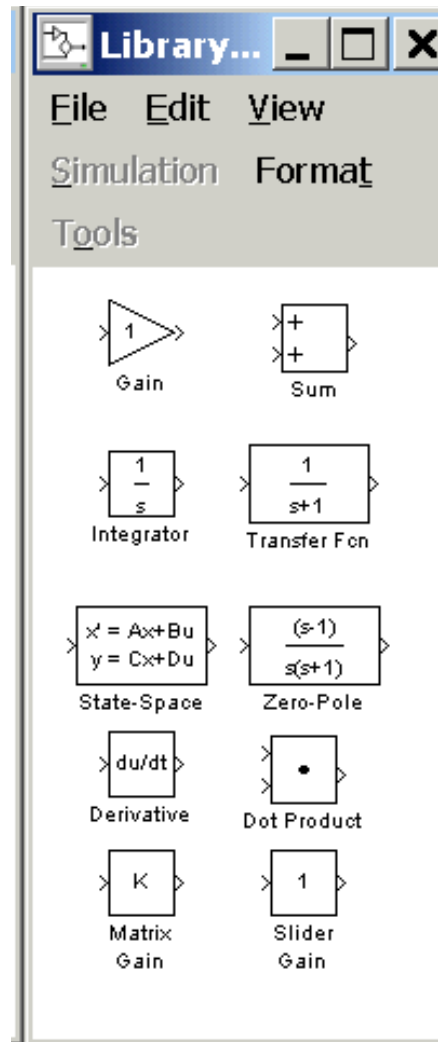 Library...
File Edit View
Simulation Format
Tools
1
+
+
Gain
Sum
1
s
1
s+1
Integrator
Transfer Fcn
x' = Ax+Bu
y = Cx+Du
(s-1)
s(s+1)
State-Space
Zero-Pole
du/dt
Derivative
Dot Product
K
1
Matrix
Gain
Slider
Gain